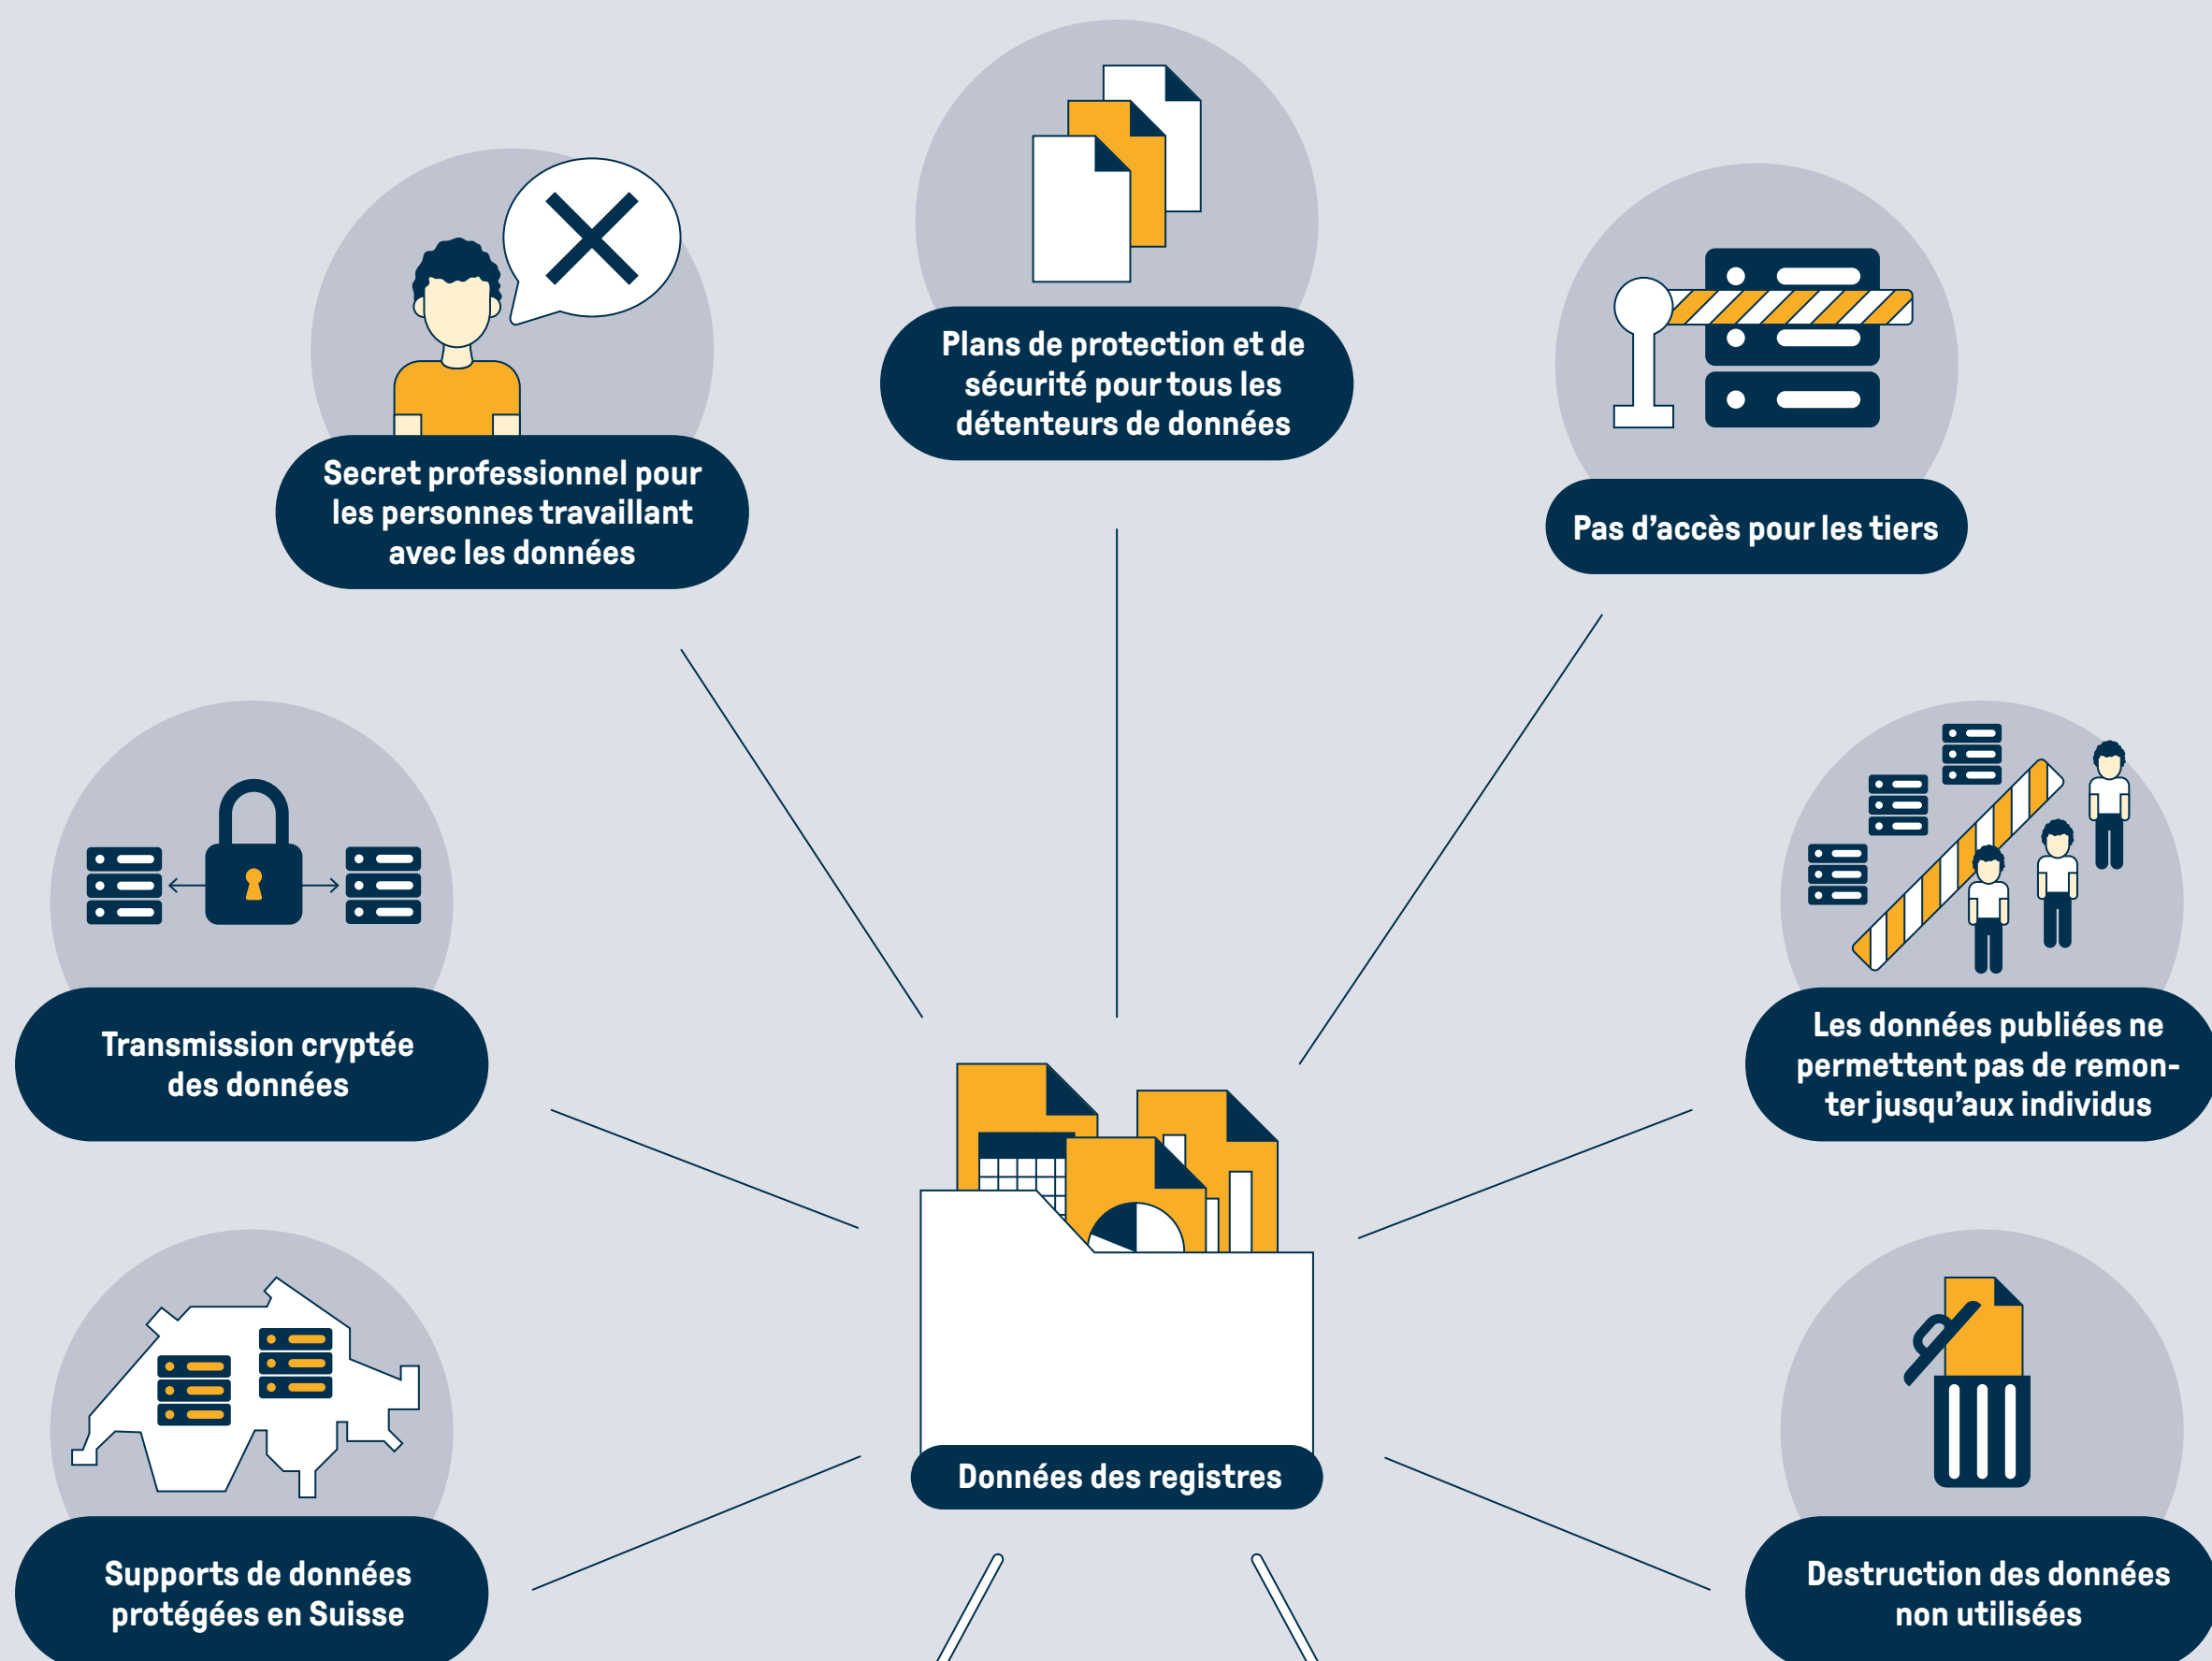 Plans de protection et de
sécurité pour tous les
détenteurs de données
Secret professionnel pour
les personnes travaillant
avec les données
Pas d’accès pour les tiers
Transmission cryptée
des données
Les données publiées ne
permettent pas de remon-
ter jusqu’aux individus
Données des registres
Supports de données
protégées en Suisse
Destruction des données
non utilisées